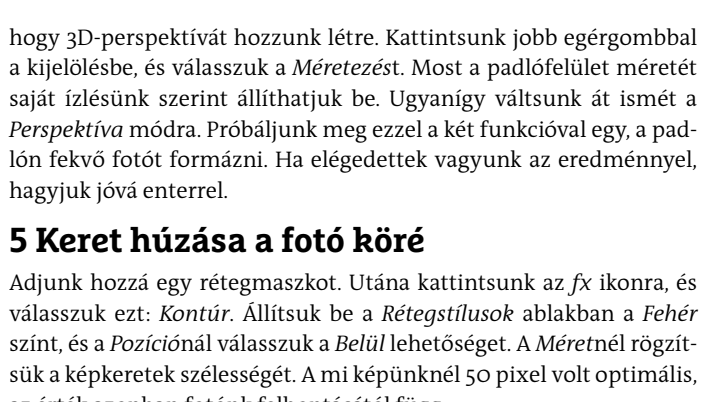 hogy 3D-perspektívát hozzunk létre. Kattintsunk jobb egérgombbal
a kijelölésbe, és válasszuk a Méretezést. Most a padlófelület méretét
saját ízlésünk szerint állíthatjuk be. Ugyanígy váltsunk át ismét a
Perspektíva módra. Próbáljunk meg ezzel a két funkcióval egy, a pad-
lón fekvő fotót formázni. Ha elégedettek vagyunk az eredménnyel,
hagyjuk jóvá enterrel.
5 Keret húzása a fotó köré
Adjunk hozzá egy rétegmaszkot. Utána kattintsunk az fx ikonra, és
válasszuk ezt: Kontúr. Állítsuk be a Rétegstílusok ablakban a Fehér
színt, és a Pozíciónál válasszuk a Belül lehetőséget. A Méretnél rögzít-
sük a képkeretek szélességét. A mi képünknél 50 pixel volt optimális,